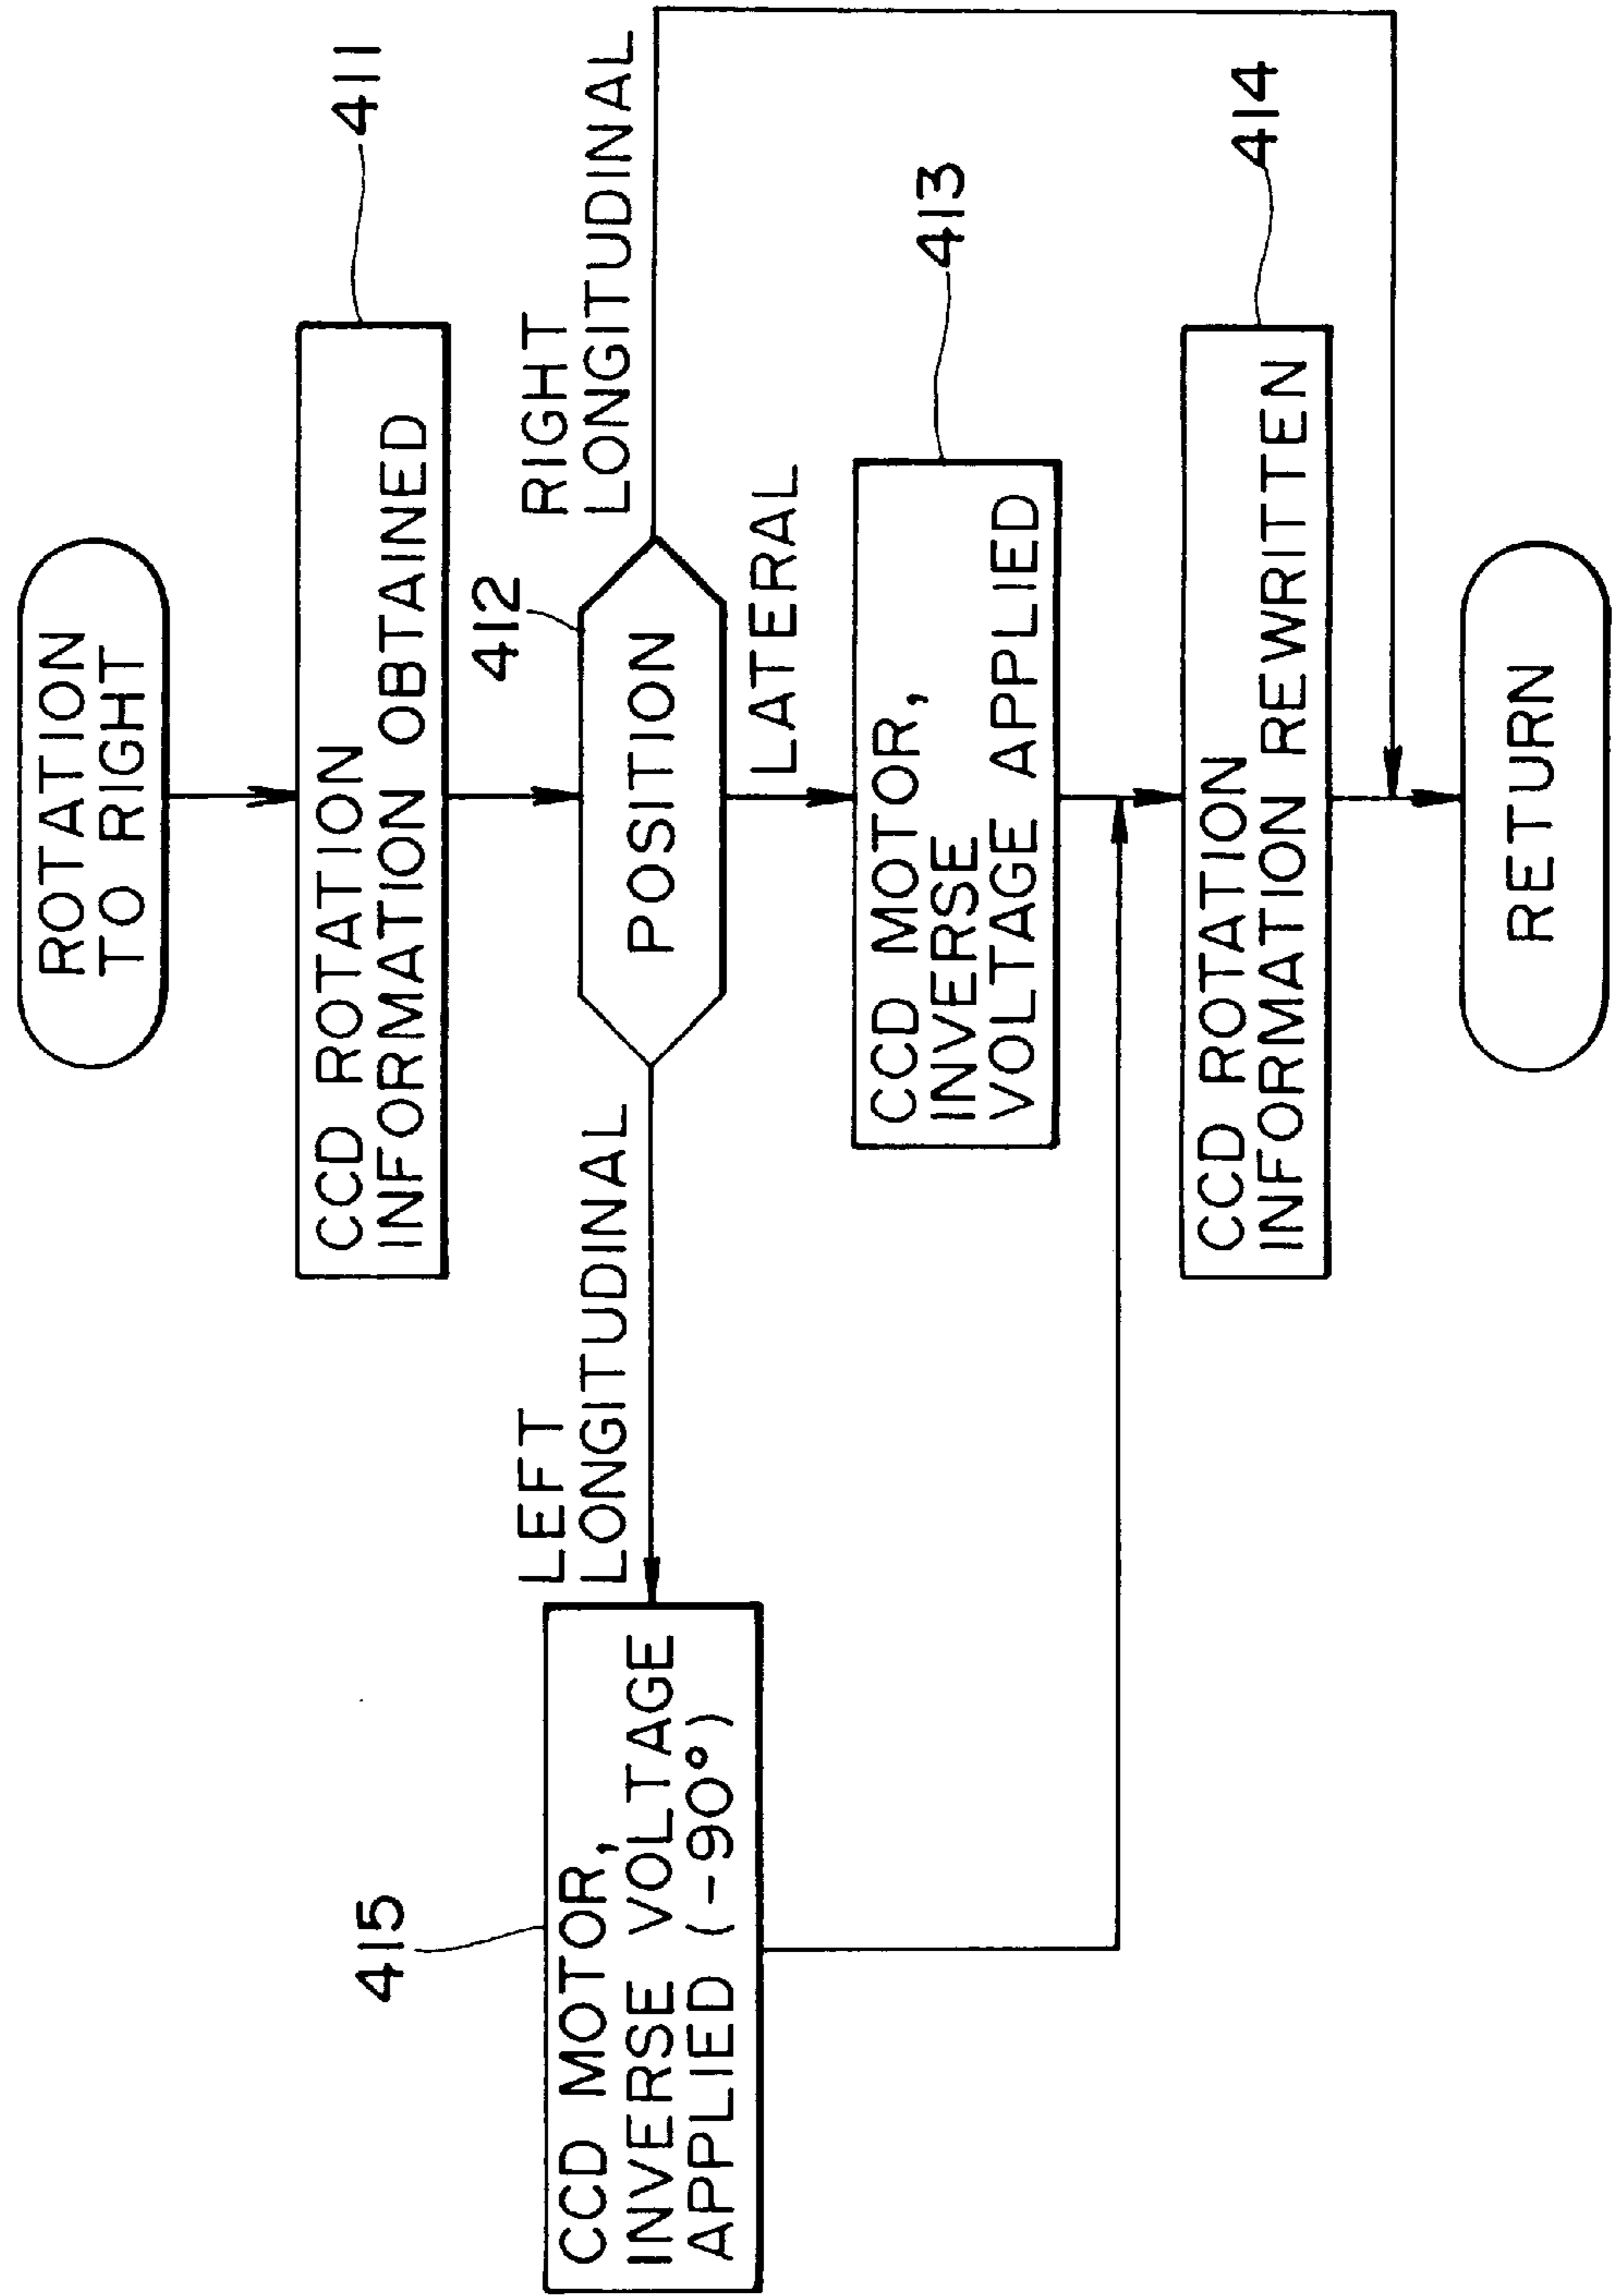 ROTATION
TO RIGHT
411
CCD ROTATION
INFORMATION OBTAINED
412
POSITION
LEFT
LONGITUDINAL
RIGHT
LONGITUDINAL
LATERAL
415
CCD MOTOR,
INVERSE VOLTAGE
APPLIED (-90°)
413
CCD MOTOR,
INVERSE
VOLTAGE APPLIED
414
CCD ROTATION
INFORMATION REWRITTEN
RETURN